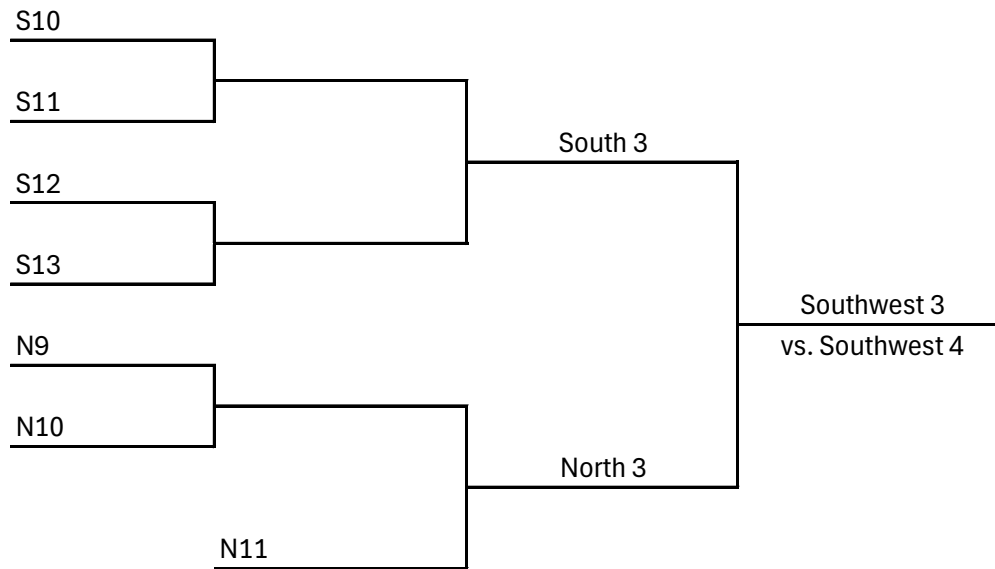 S10
S11
South 3
S12
S13
Southwest 3
vs. Southwest 4
N9
N10
North 3
N11